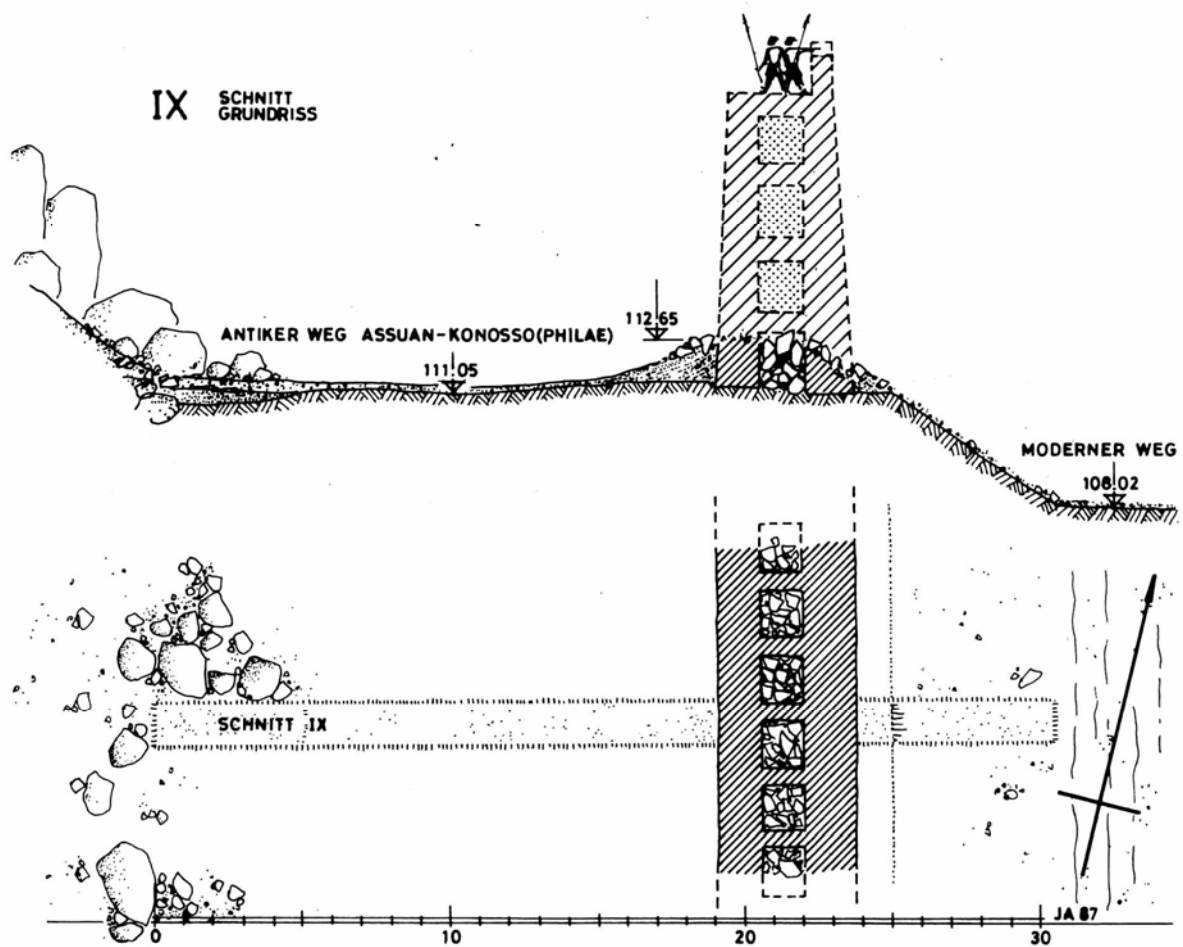 IX SCHNITT
GRUNDRISS
112.65
ANTIKER WEG ASSUAN-KONOSSO(PHILAE)
111.05
MODERNER WEG
108.02
SCHNITT IX
JA 87
0 10 20 30